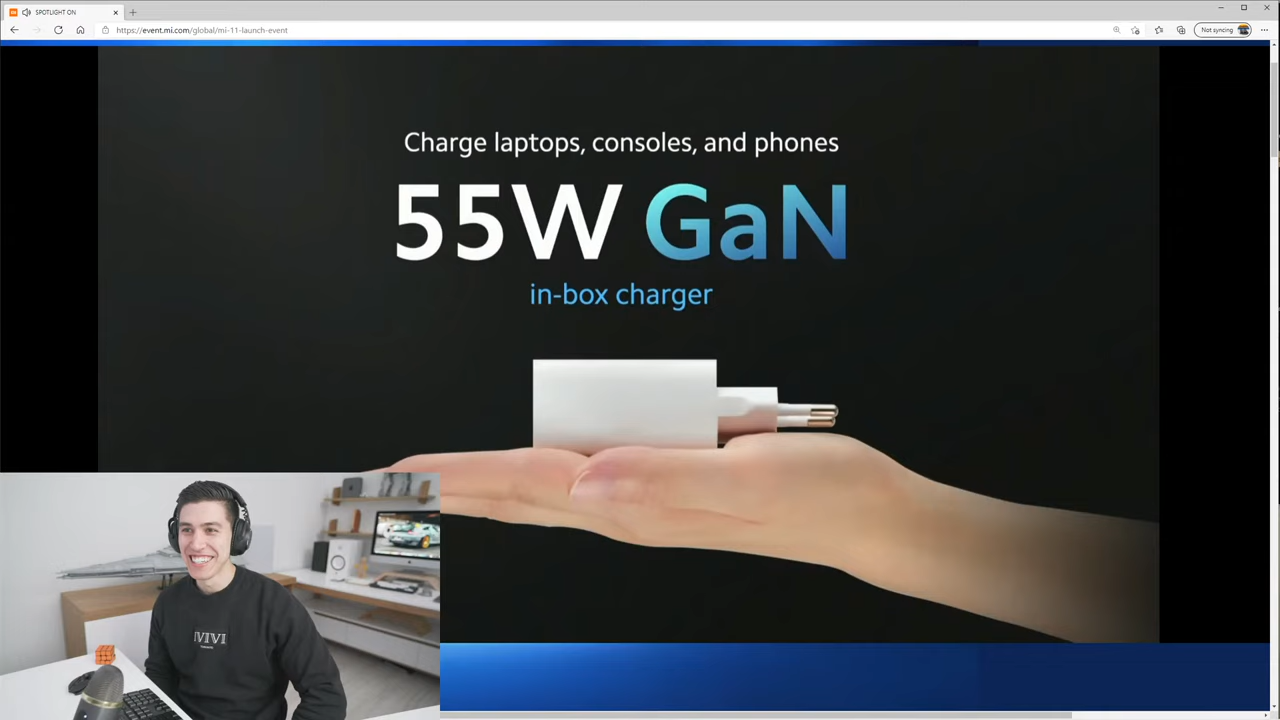 SPOTLIGHT ON
https://event.mi.com/global/mi-11-launch-event
Not syncing
Charge laptops, consoles, and phones
55W GaN
in-box charger